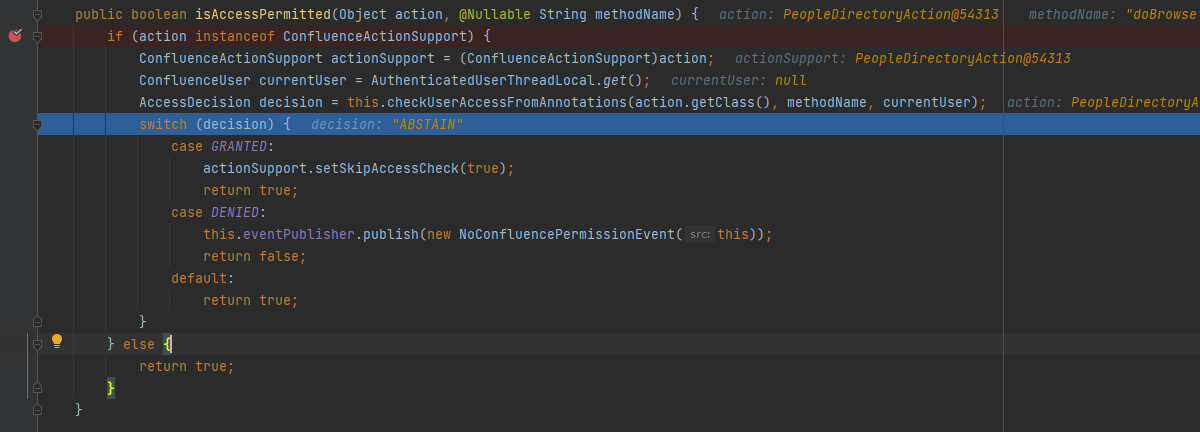 public boolean isAccessPermitted(Object action, @Nullable String methodName) { action: PeopleDirectoryAction@54313 methodName: "doBrowse
if (action instanceof ConfluenceActionSupport) {
ConfluenceActionSupport actionSupport = (ConfluenceActionSupport)action; actionSupport: PeopleDirectoryAction@54313
ConfluenceUser currentUser = AuthenticatedUserThreadLocal.get(); currentUser: null
AccessDecision decision = this.checkUserAccessFromAnnotations(action.getClass(), methodName, currentUser); action: PeopleDirectoryA
switch (decision) { decision: "ABSTAIN"
case GRANTED:
actionSupport.setSkipAccessCheck(true);
return true;
case DENIED:
this.eventPublisher.publish(new NoConfluencePermissionEvent( src: this));
return false;
default:
return true;
}
} else {
return true;
}
}